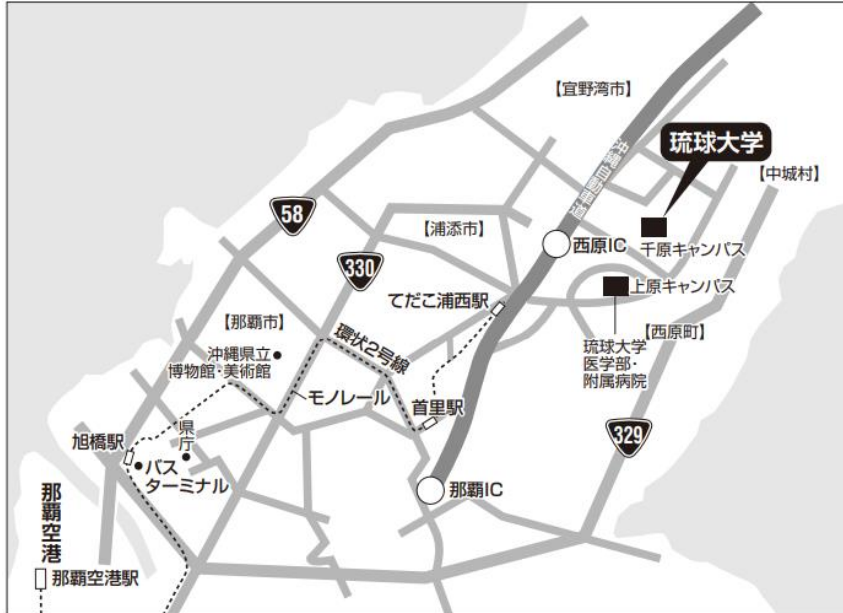 【宜野湾市】
琉球大学
【中城村】
沖縄自動車道
58
【浦添市】
西原IC
千原キャンパス
330
てだこ浦西駅
上原キャンパス
【那覇市】
環状2号線
【西原町】
沖縄県立
博物館・美術館
琉球大学
医学部・
附属病院
モノレール
首里駅
329
県庁
旭橋駅
バス
ターミナル
那覇IC
那覇空港
那覇空港駅